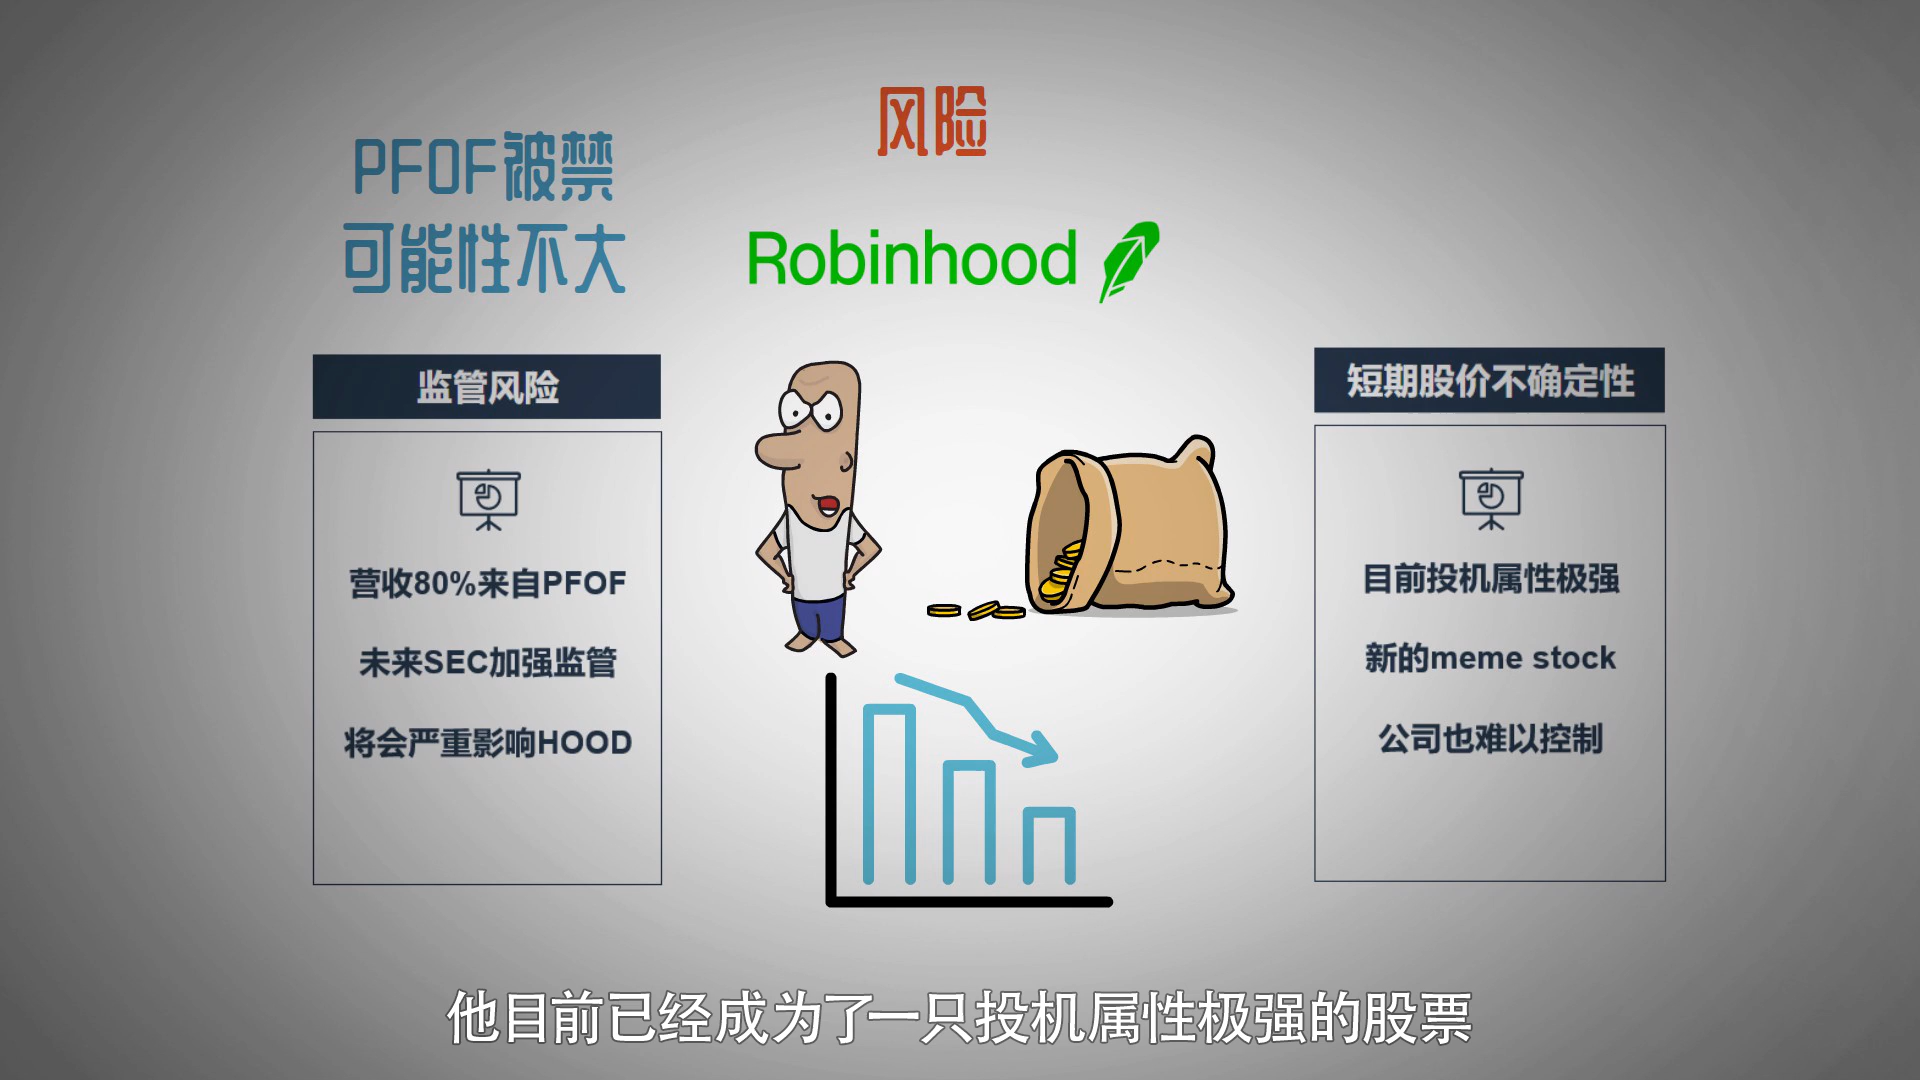 风险
PFOF被禁
可能性不大
Robinhood
监管风险
营收80%来自PFOF
未来SEC加强监管
将会严重影响HOOD
短期股价不确定性
目前投机属性极强
新的meme stock
公司也难以控制
他目前已经成为了一只投机属性极强的股票